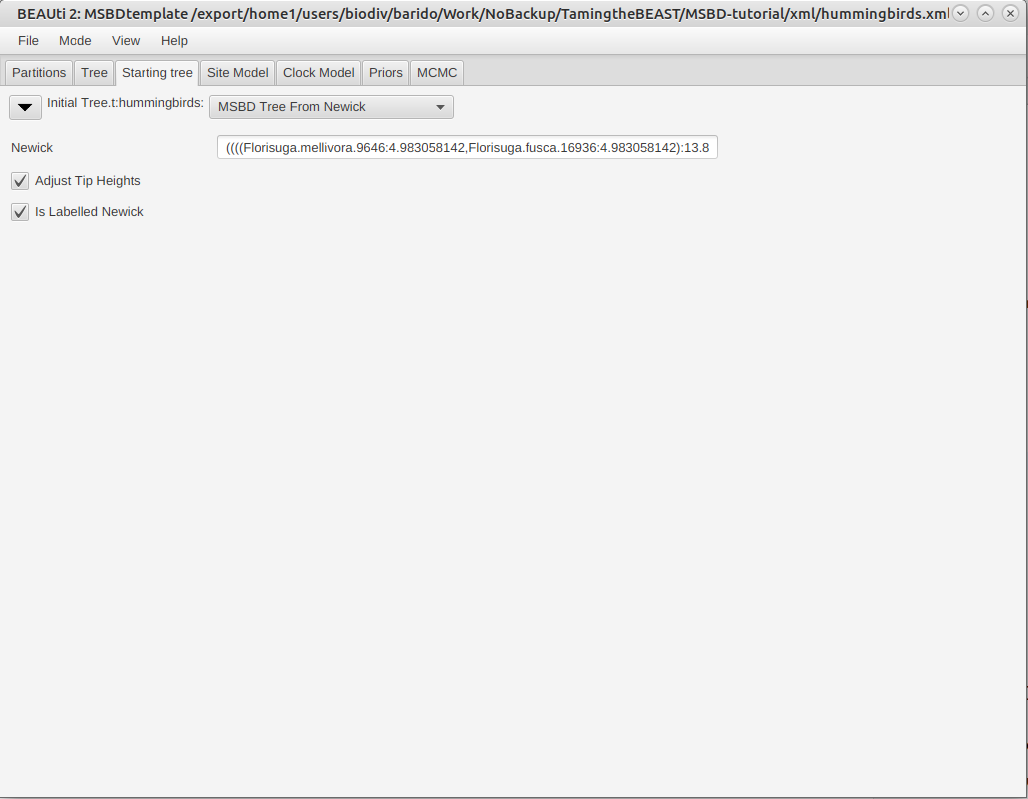 BEAUti 2: MSBDtemplate /export/home1/users/biodiv/barido/Work/NoBackup/TamingtheBEAST/MSBD-tutorial/xml/hummingbirds.xml
File Mode View Help
Partitions Tree Starting tree Site Model Clock Model Priors MCMC
Initial Tree.t:hummingbirds: MSBD Tree From Newick
Newick ((((Florisuga.mellivora.9646:4.983058142,Florisuga.fusca.16936:4.983058142):13.8
Adjust Tip Heights
Is Labelled Newick